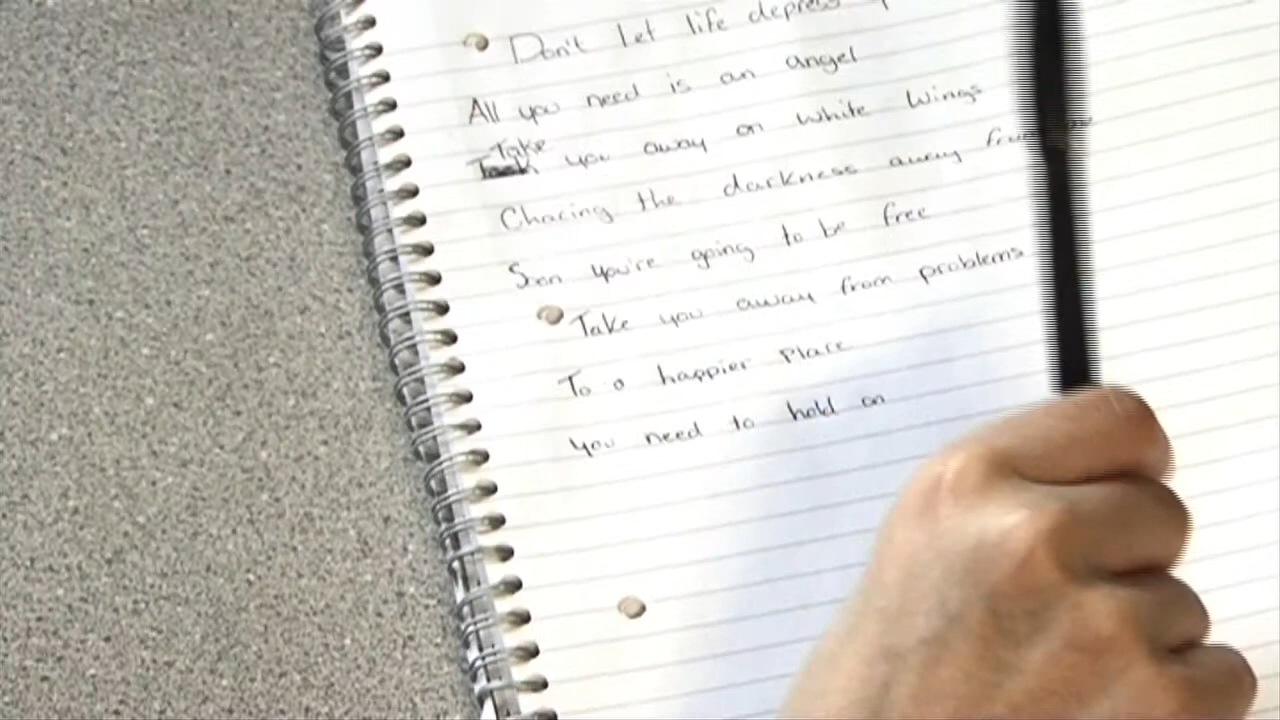 Don't let life depress
All you need is an angel
Take
you away on white wings
Chacing the darkness away from
Soon you're going to be free
Take you away from problems
To a happier place
You need to hold on